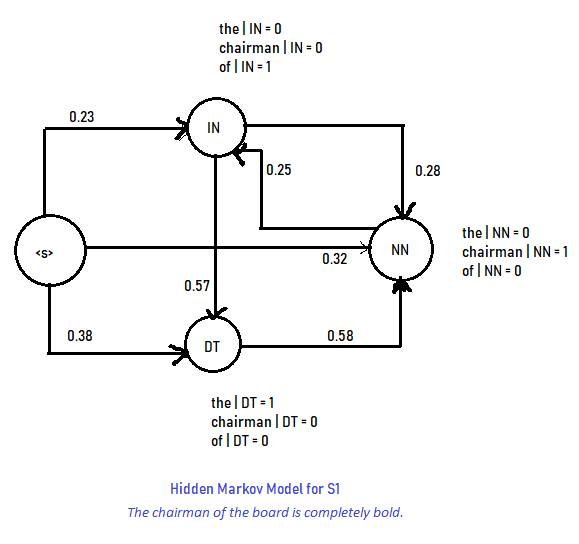 the | IN = 0
chairman | IN = 0
of | IN = 1
0.23
IN
0.25
0.28
<s>
0.32
NN
the | NN = 0
chairman | NN = 1
of | NN = 0
0.57
0.38
DT
0.58
the | DT = 1
chairman | DT = 0
of | DT = 0
Hidden Markov Model for S1
The chairman of the board is completely bold.